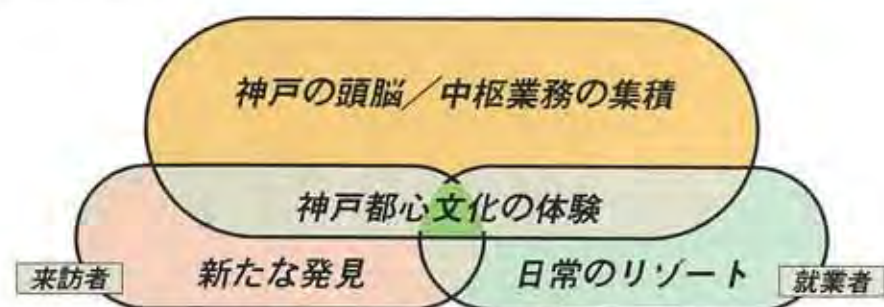 神戸の頭脳／中枢業務の集積
神戸都心文化の体験
来訪者
新たな発見
日常のリゾート
就業者